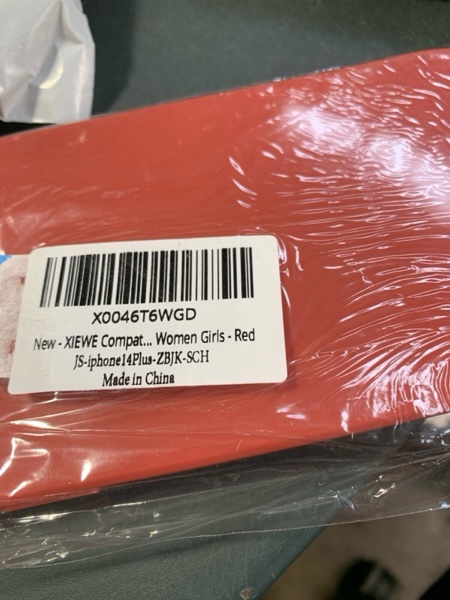 X0046T6WGD
New - XIEWE Compat... Women Girls - Red
JS-iphone14Plus-ZBJK-SCH
Made in China